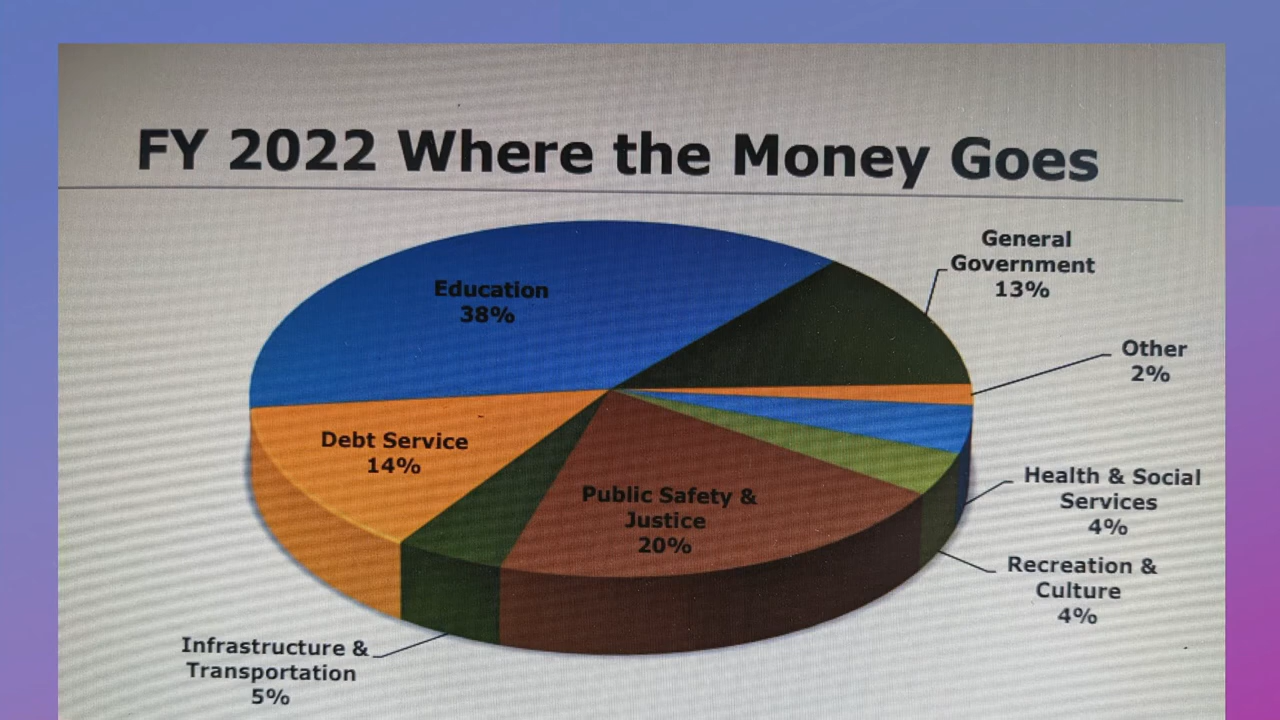 FY 2022 Where the Money Goes
Education
38%
General
Government
13%
Other
2%
Debt Service
14%
Public Safety &
Justice
20%
Health & Social
Services
4%
Recreation &
Culture
4%
Infrastructure &
Transportation
5%